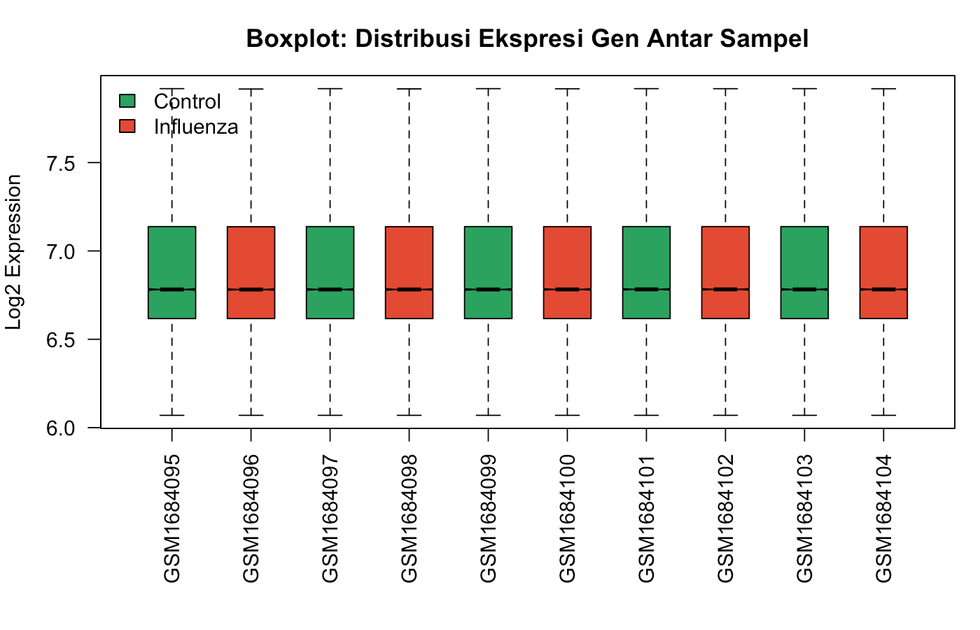 Boxplot: Distribusi Ekspresi Gen Antar Sampel
Control
Influenza
Log2 Expression
7.5
7.0
6.5
6.0
GSM1684095
GSM1684096
GSM1684097
GSM1684098
GSM1684099
GSM1684100
GSM1684101
GSM1684102
GSM1684103
GSM1684104